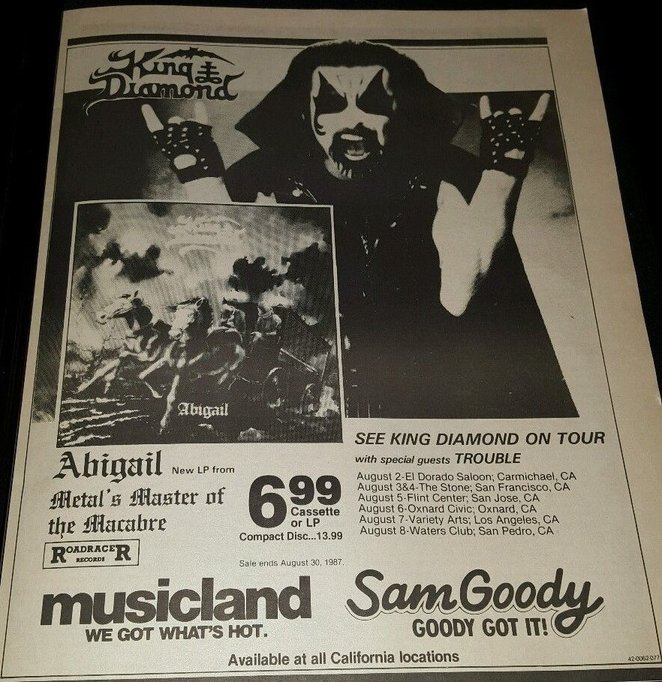 King
Diamond
Abigail
Abigail New LP from
Metal's Master of
the Macabre
ROADRACER
RECORDS
6.99
Cassette
or LP
Compact Disc...13.99
SEE KING DIAMOND ON TOUR
with special guests TROUBLE
August 2-El Dorado Saloon; Carmichael, CA
August 3&4-The Stone; San Francisco, CA
August 5-Flint Center; San Jose, CA
August 6-Oxnard Civic; Oxnard, CA
August 7-Variety Arts; Los Angeles, CA
August 8-Waters Club; San Pedro, CA
Sale ends August 30, 1987.
musicland
WE GOT WHAT'S HOT.
Sam Goody
GOODY GOT IT!
Available at all California locations
42-0062-077